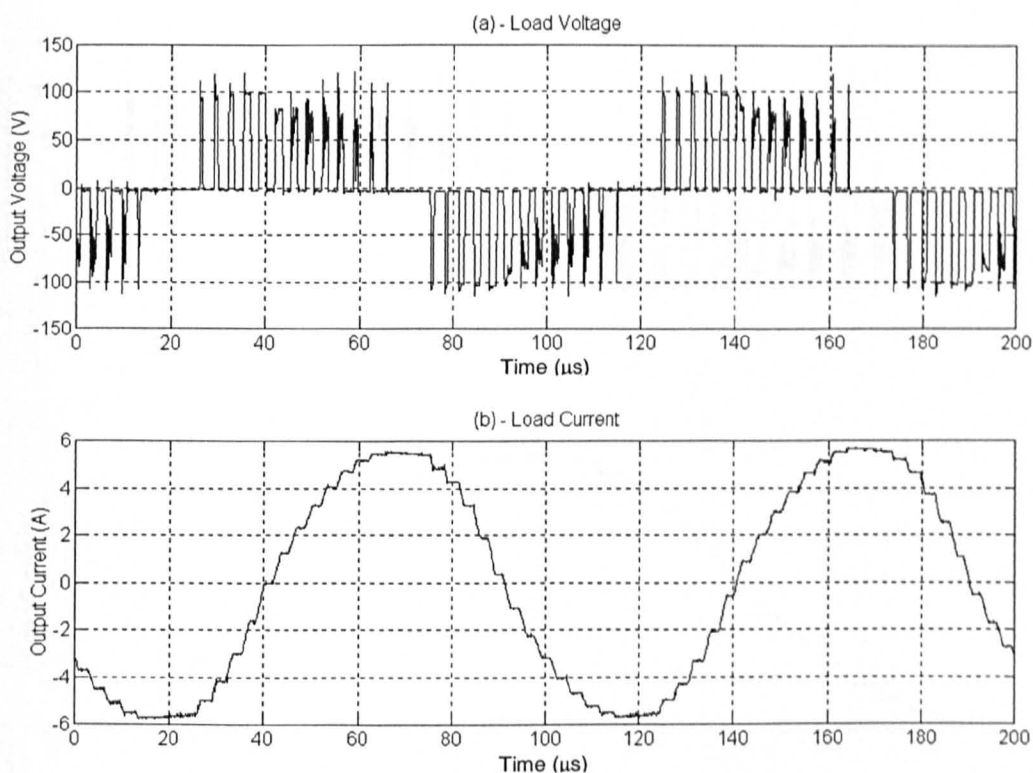 (a) - Load Voltage
150
100
50
0
-50
-100
-150
Output Voltage (V)
0 20 40 60 80 100 120 140 160 180 200
Time (µs)
(b) - Load Current
6
4
2
0
-2
-4
-6
Output Current (A)
0 20 40 60 80 100 120 140 160 180 200
Time (µs)